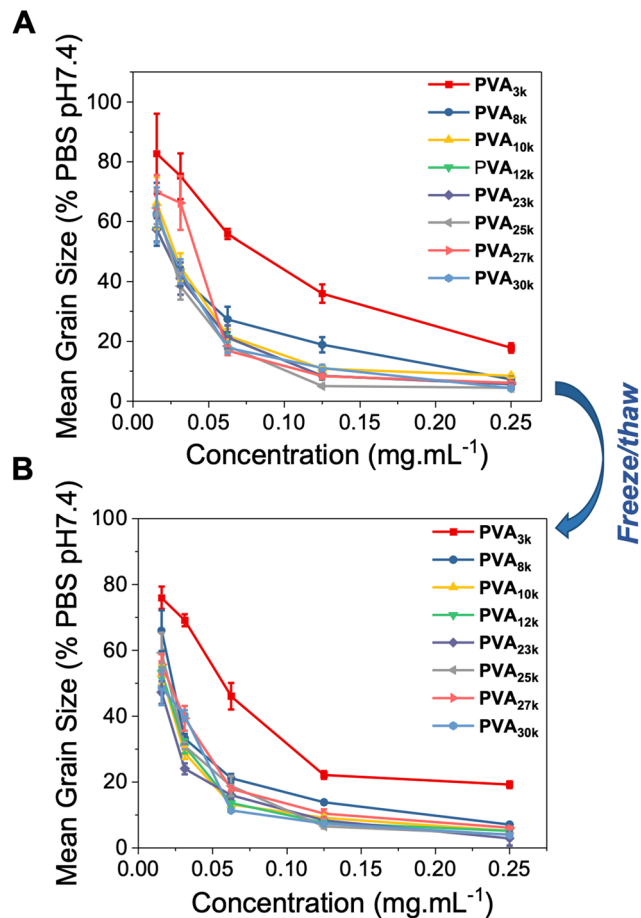 A
Mean Grain Size (% PBS pH7.4)
100
80
60
40
20
0
PVA3k
PVA8k
PVA10k
PVA12k
PVA23k
PVA25k
PVA27k
PVA30k
0.00 0.05 0.10 0.15 0.20 0.25
Concentration (mg.mL-1)
Freeze/thaw
B
Mean Grain Size (% PBS pH7.4)
100
80
60
40
20
0
PVA3k
PVA8k
PVA10k
PVA12k
PVA23k
PVA25k
PVA27k
PVA30k
0.00 0.05 0.10 0.15 0.20 0.25
Concentration (mg.mL-1)